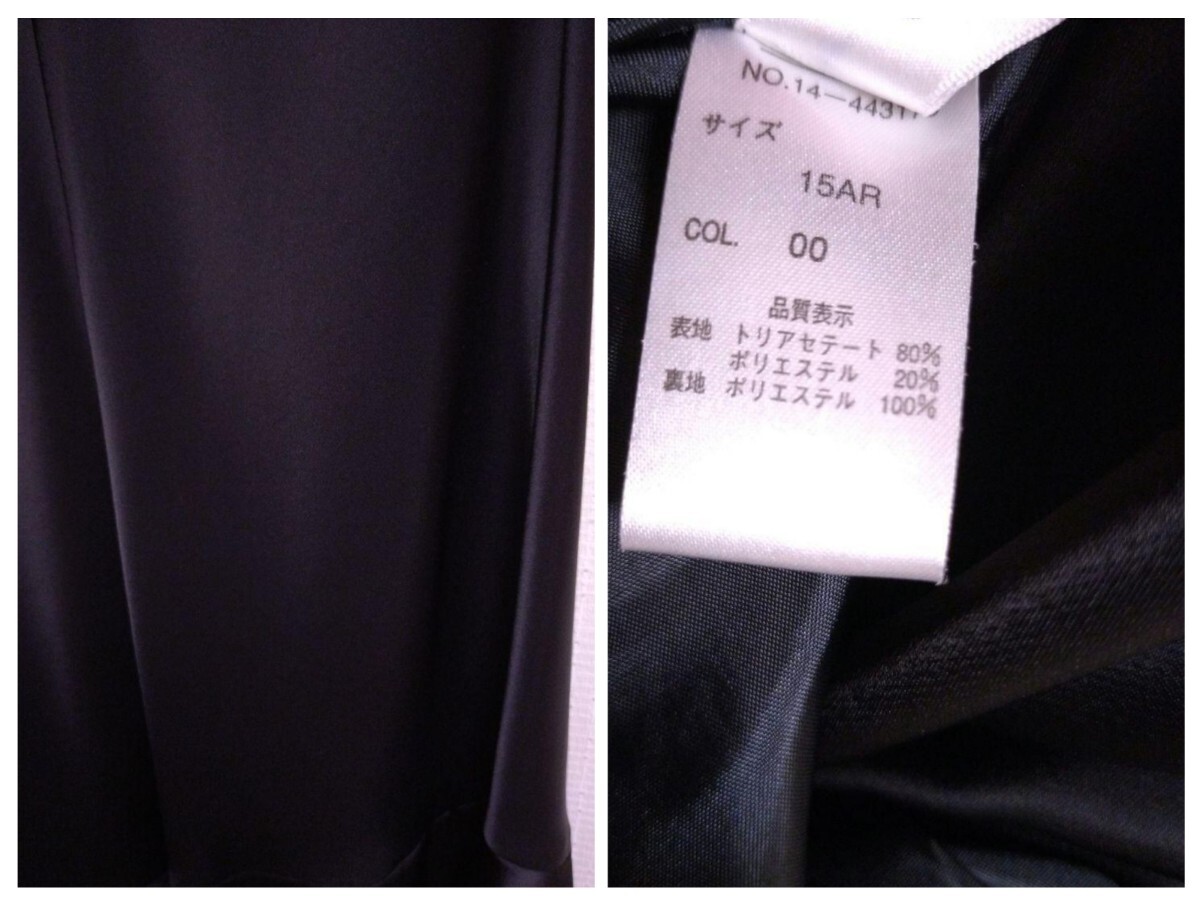 NO.14-44317
サイズ
15AR
COL. 00
品質表示
表地 トリアセテート 80%
ポリエステル 20%
裏地 ポリエステル 100%